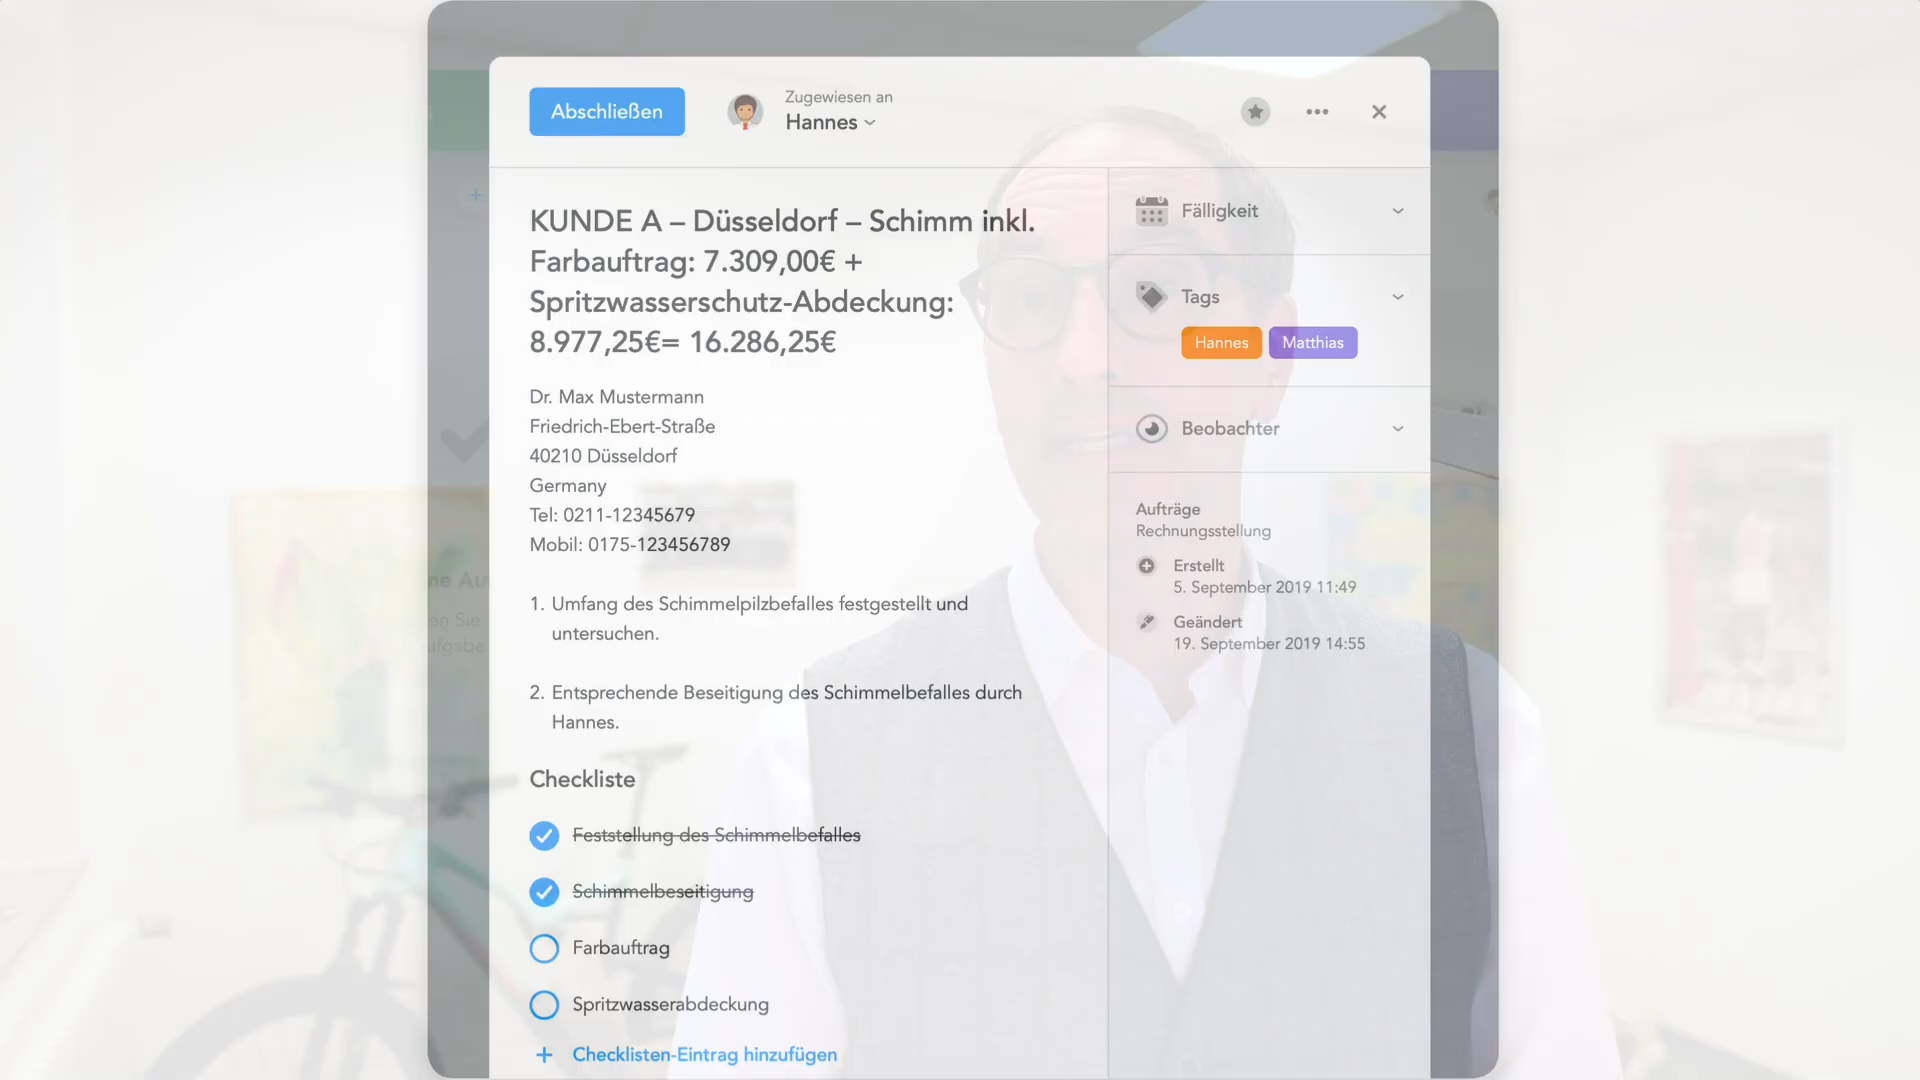 Abschließen
Zugewiesen an
Hannes
KUNDE A – Düsseldorf – Schimm inkl.
Farbauftrag: 7.309,00€ +
Spritzwasserschutz-Abdeckung:
8.977,25€= 16.286,25€
Dr. Max Mustermann
Friedrich-Ebert-Straße
40210 Düsseldorf
Germany
Tel: 0211-12345679
Mobil: 0175-123456789
1. Umfang des Schimmelpilzbefalles festgestellt und
untersuchen.
2. Entsprechende Beseitigung des Schimmelbefalles durch
Hannes.
Checkliste
Feststellung des Schimmelbefalles
Schimmelbeseitigung
Farbauftrag
Spritzwasserabdeckung
+ Checklisten-Eintrag hinzufügen
Fälligkeit
Tags
Hannes Matthias
Beobachter
Aufträge
Rechnungsstellung
Erstellt
5. September 2019 11:49
Geändert
19. September 2019 14:55
en Sie